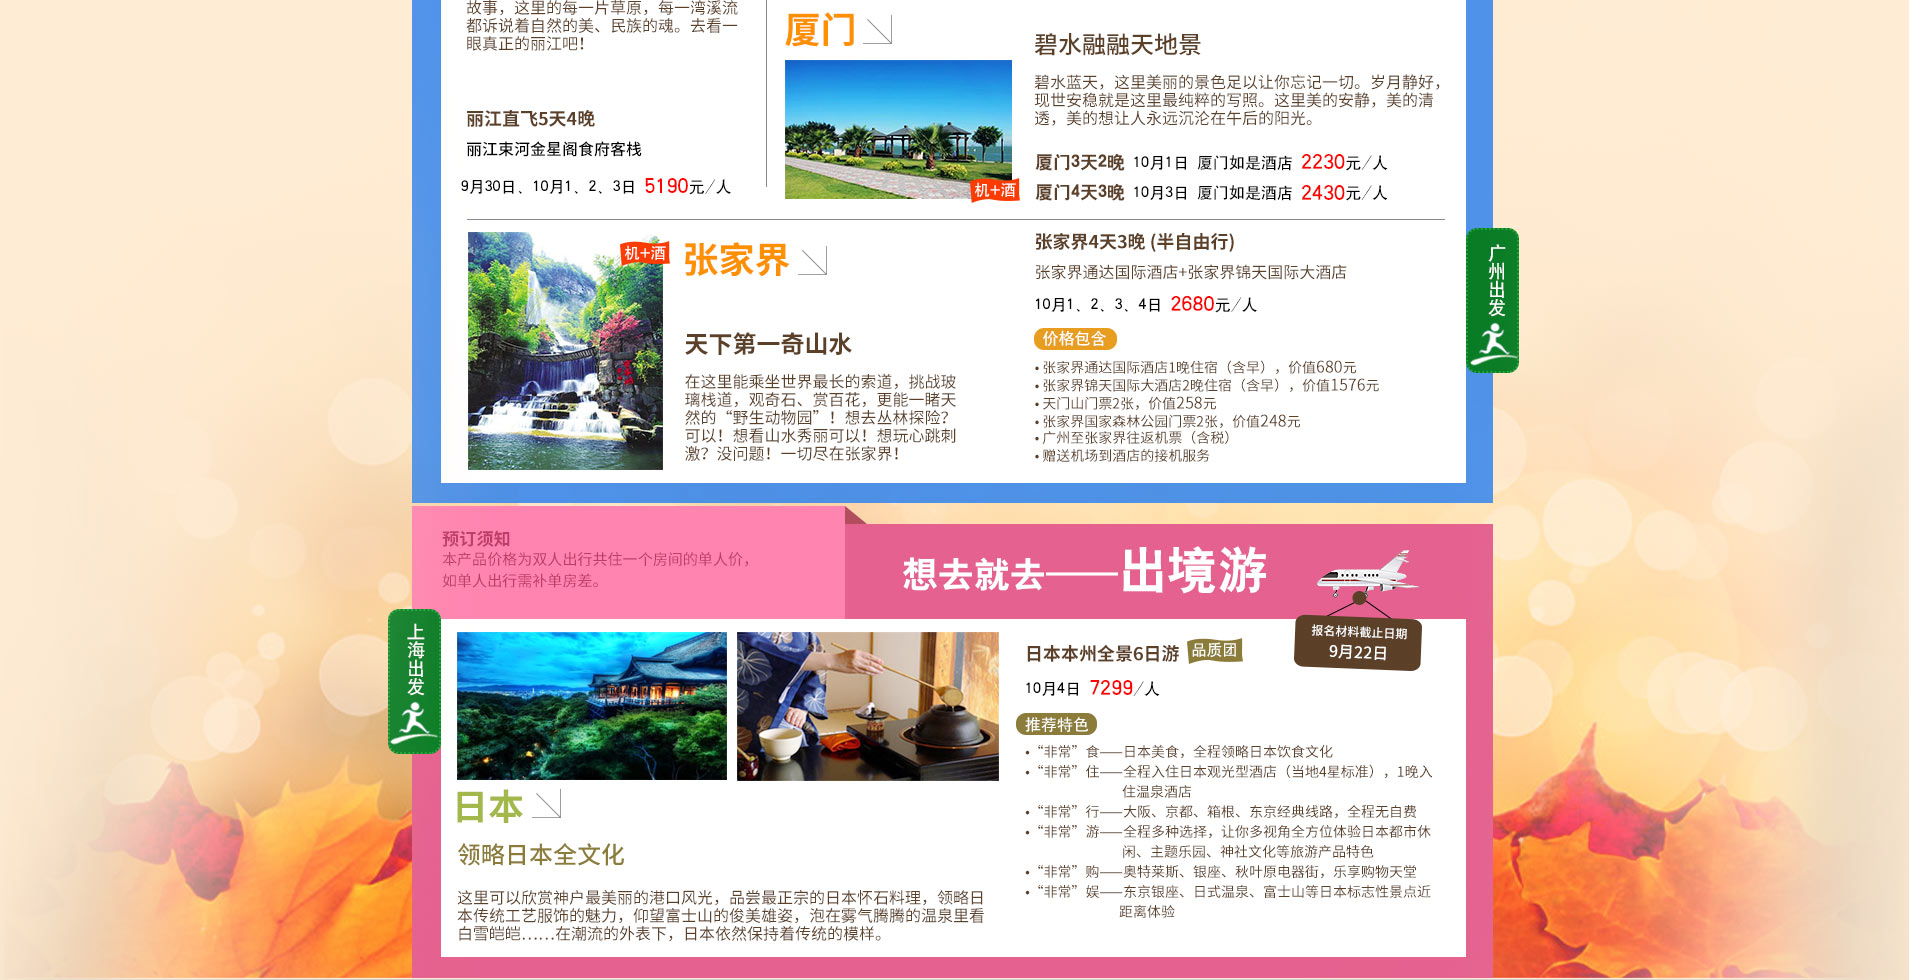 故事，这里的每一片草原，每一湾溪流
都诉说着自然的美、民族的魂。去看一
眼真正的丽江吧！
丽江直飞5天4晚
丽江束河金星阁食府客栈
9月30日、10月1、2、3日 5190元/人
厦门
机+酒
碧水融融天地景
碧水蓝天，这里美丽的景色足以让你忘记一切。岁月静好，
现世安稳就是这里最纯粹的写照。这里美的安静，美的清
透，美的想让人永远沉沦在午后的阳光。
厦门3天2晚 10月1日 厦门如是酒店 2230元/人
厦门4天3晚 10月3日 厦门如是酒店 2430元/人
机+酒
张家界
天下第一奇山水
在这里能乘坐世界最长的索道，挑战玻
璃栈道，观奇石、赏百花，更能一睹天
然的“野生动物园”！想去丛林探险？
可以！想看山水秀丽可以！想玩心跳刺
激？没问题！一切尽在张家界！
张家界4天3晚 (半自由行)
张家界通达国际酒店+张家界锦天国际大酒店
10月1、2、3、4日 2680元/人
价格包含
• 张家界通达国际酒店1晚住宿（含早），价值680元
• 张家界锦天国际大酒店2晚住宿（含早），价值1576元
• 天门山门票2张，价值258元
• 张家界国家森林公园门票2张，价值248元
• 广州至张家界往返机票（含税）
• 赠送机场到酒店的接机服务
广州出发
预订须知
本产品价格为双人出行共住一个房间的单人价，
如单人出行需补单房差。
想去就去——出境游
报名材料截止日期
9月22日
上海出发
日本
领略日本全文化
这里可以欣赏神户最美丽的港口风光，品尝最正宗的日本怀石料理，领略日
本传统工艺服饰的魅力，仰望富士山的俊美雄姿，泡在雾气腾腾的温泉里看
白雪皑皑……在潮流的外表下，日本依然保持着传统的模样。
日本本州全景6日游 品质团
10月4日 7299/人
推荐特色
• “非常”食——日本美食，全程领略日本饮食文化
• “非常”住——全程入住日本观光型酒店（当地4星标准），1晚入
住温泉酒店
• “非常”行——大阪、京都、箱根、东京经典线路，全程无自费
• “非常”游——全程多种选择，让你多视角全方位体验日本都市休
闲、主题乐园、神社文化等旅游产品特色
• “非常”购——奥特莱斯、银座、秋叶原电器街，乐享购物天堂
• “非常”娱——东京银座、日式温泉、富士山等日本标志性景点近
距离体验